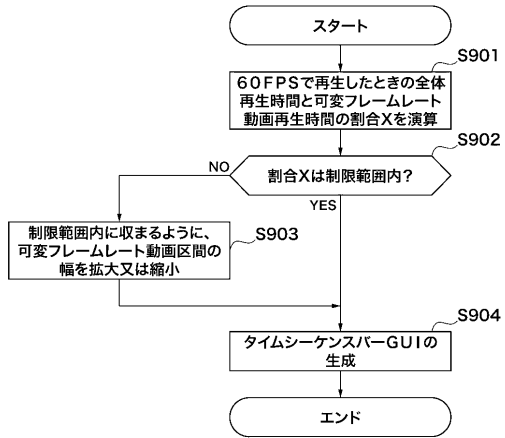 スタート
S901
60FPSで再生したときの全体
再生時間と可変フレームレート
動画再生時間の割合Xを演算
S902
割合Xは制限範囲内?
NO
YES
制限範囲内に収まるように、
可変フレームレート動画区間の
幅を拡大又は縮小
S903
S904
タイムシーケンスバーGUIの
生成
エンド